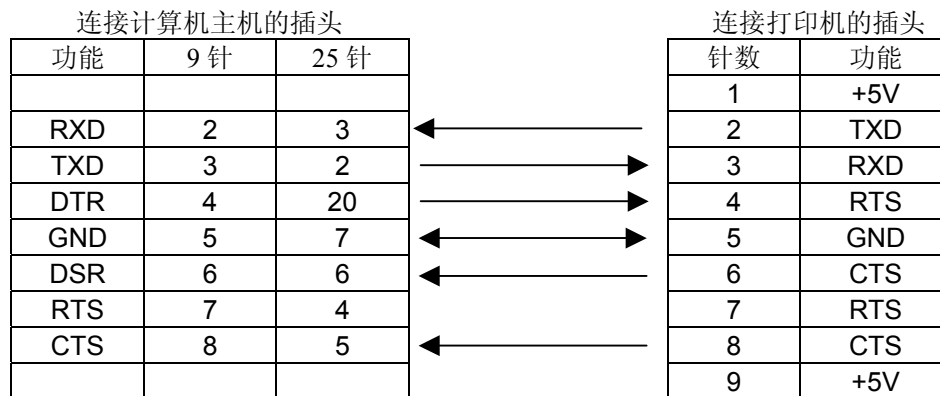 连接计算机主机的插头 连接打印机的插头
功能 9 针 25 针 针数 功能
1 +5V
RXD 2 3 2 TXD
TXD 3 2 3 RXD
DTR 4 20 4 RTS
GND 5 7 5 GND
DSR 6 6 6 CTS
RTS 7 4 7 RTS
CTS 8 5 8 CTS
9 +5V